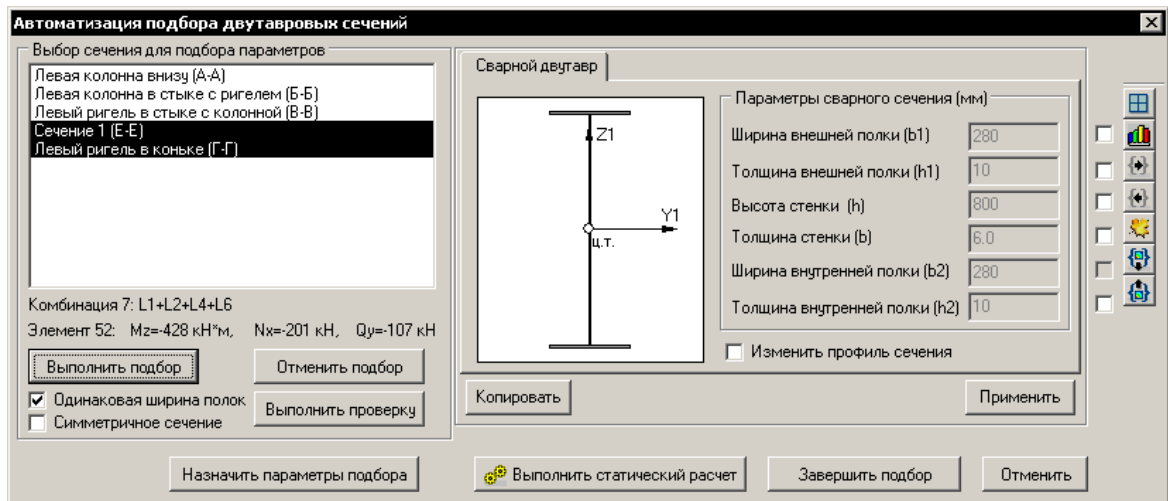 Автоматизация подбора двутавровых сечений
Выбор сечения для подбора параметров
Левая колонна внизу (А-А)
Левая колонна в стыке с ригелем (Б-Б)
Левый ригель в стыке с колонной (В-В)
Сечение 1 (Е-Е)
Левый ригель в коньке (Г-Г)
Комбинация 7: L1+L2+L4+L6
Элемент 52: Mz=-428 кН*м, Nx=-201 кН, Qy=-107 кН
Выполнить подбор
Отменить подбор
Одинаковая ширина полок
Симметричное сечение
Выполнить проверку
Сварной двутавр
Z1
Y1
ц.т.
Параметры сварного сечения (мм)
Ширина внешней полки (b1) 280
Толщина внешней полки (h1) 10
Высота стенки (h) 800
Толщина стенки (b) 6.0
Ширина внутренней полки (b2) 280
Толщина внутренней полки (h2) 10
Изменить профиль сечения
Копировать
Применить
Назначить параметры подбора
Выполнить статический расчет
Завершить подбор
Отменить